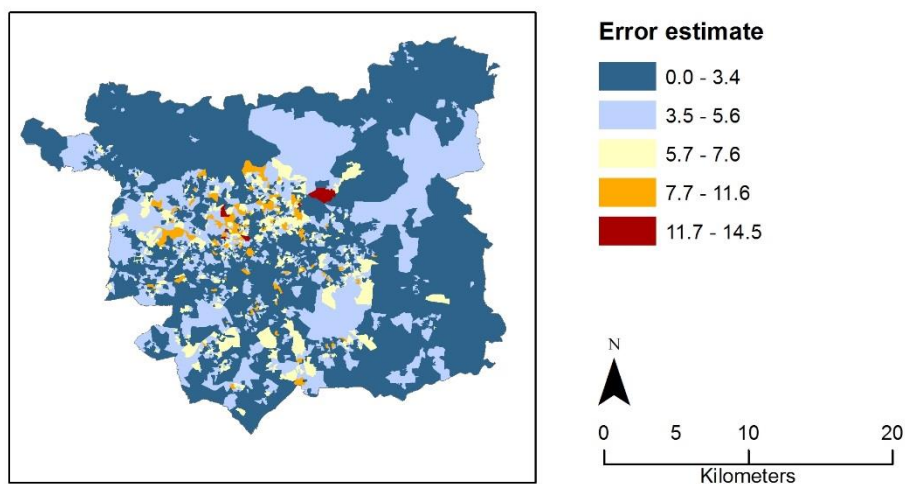 Error estimate
0.0 - 3.4
3.5 - 5.6
5.7 - 7.6
7.7 - 11.6
11.7 - 14.5
N
0 5 10 20
Kilometers